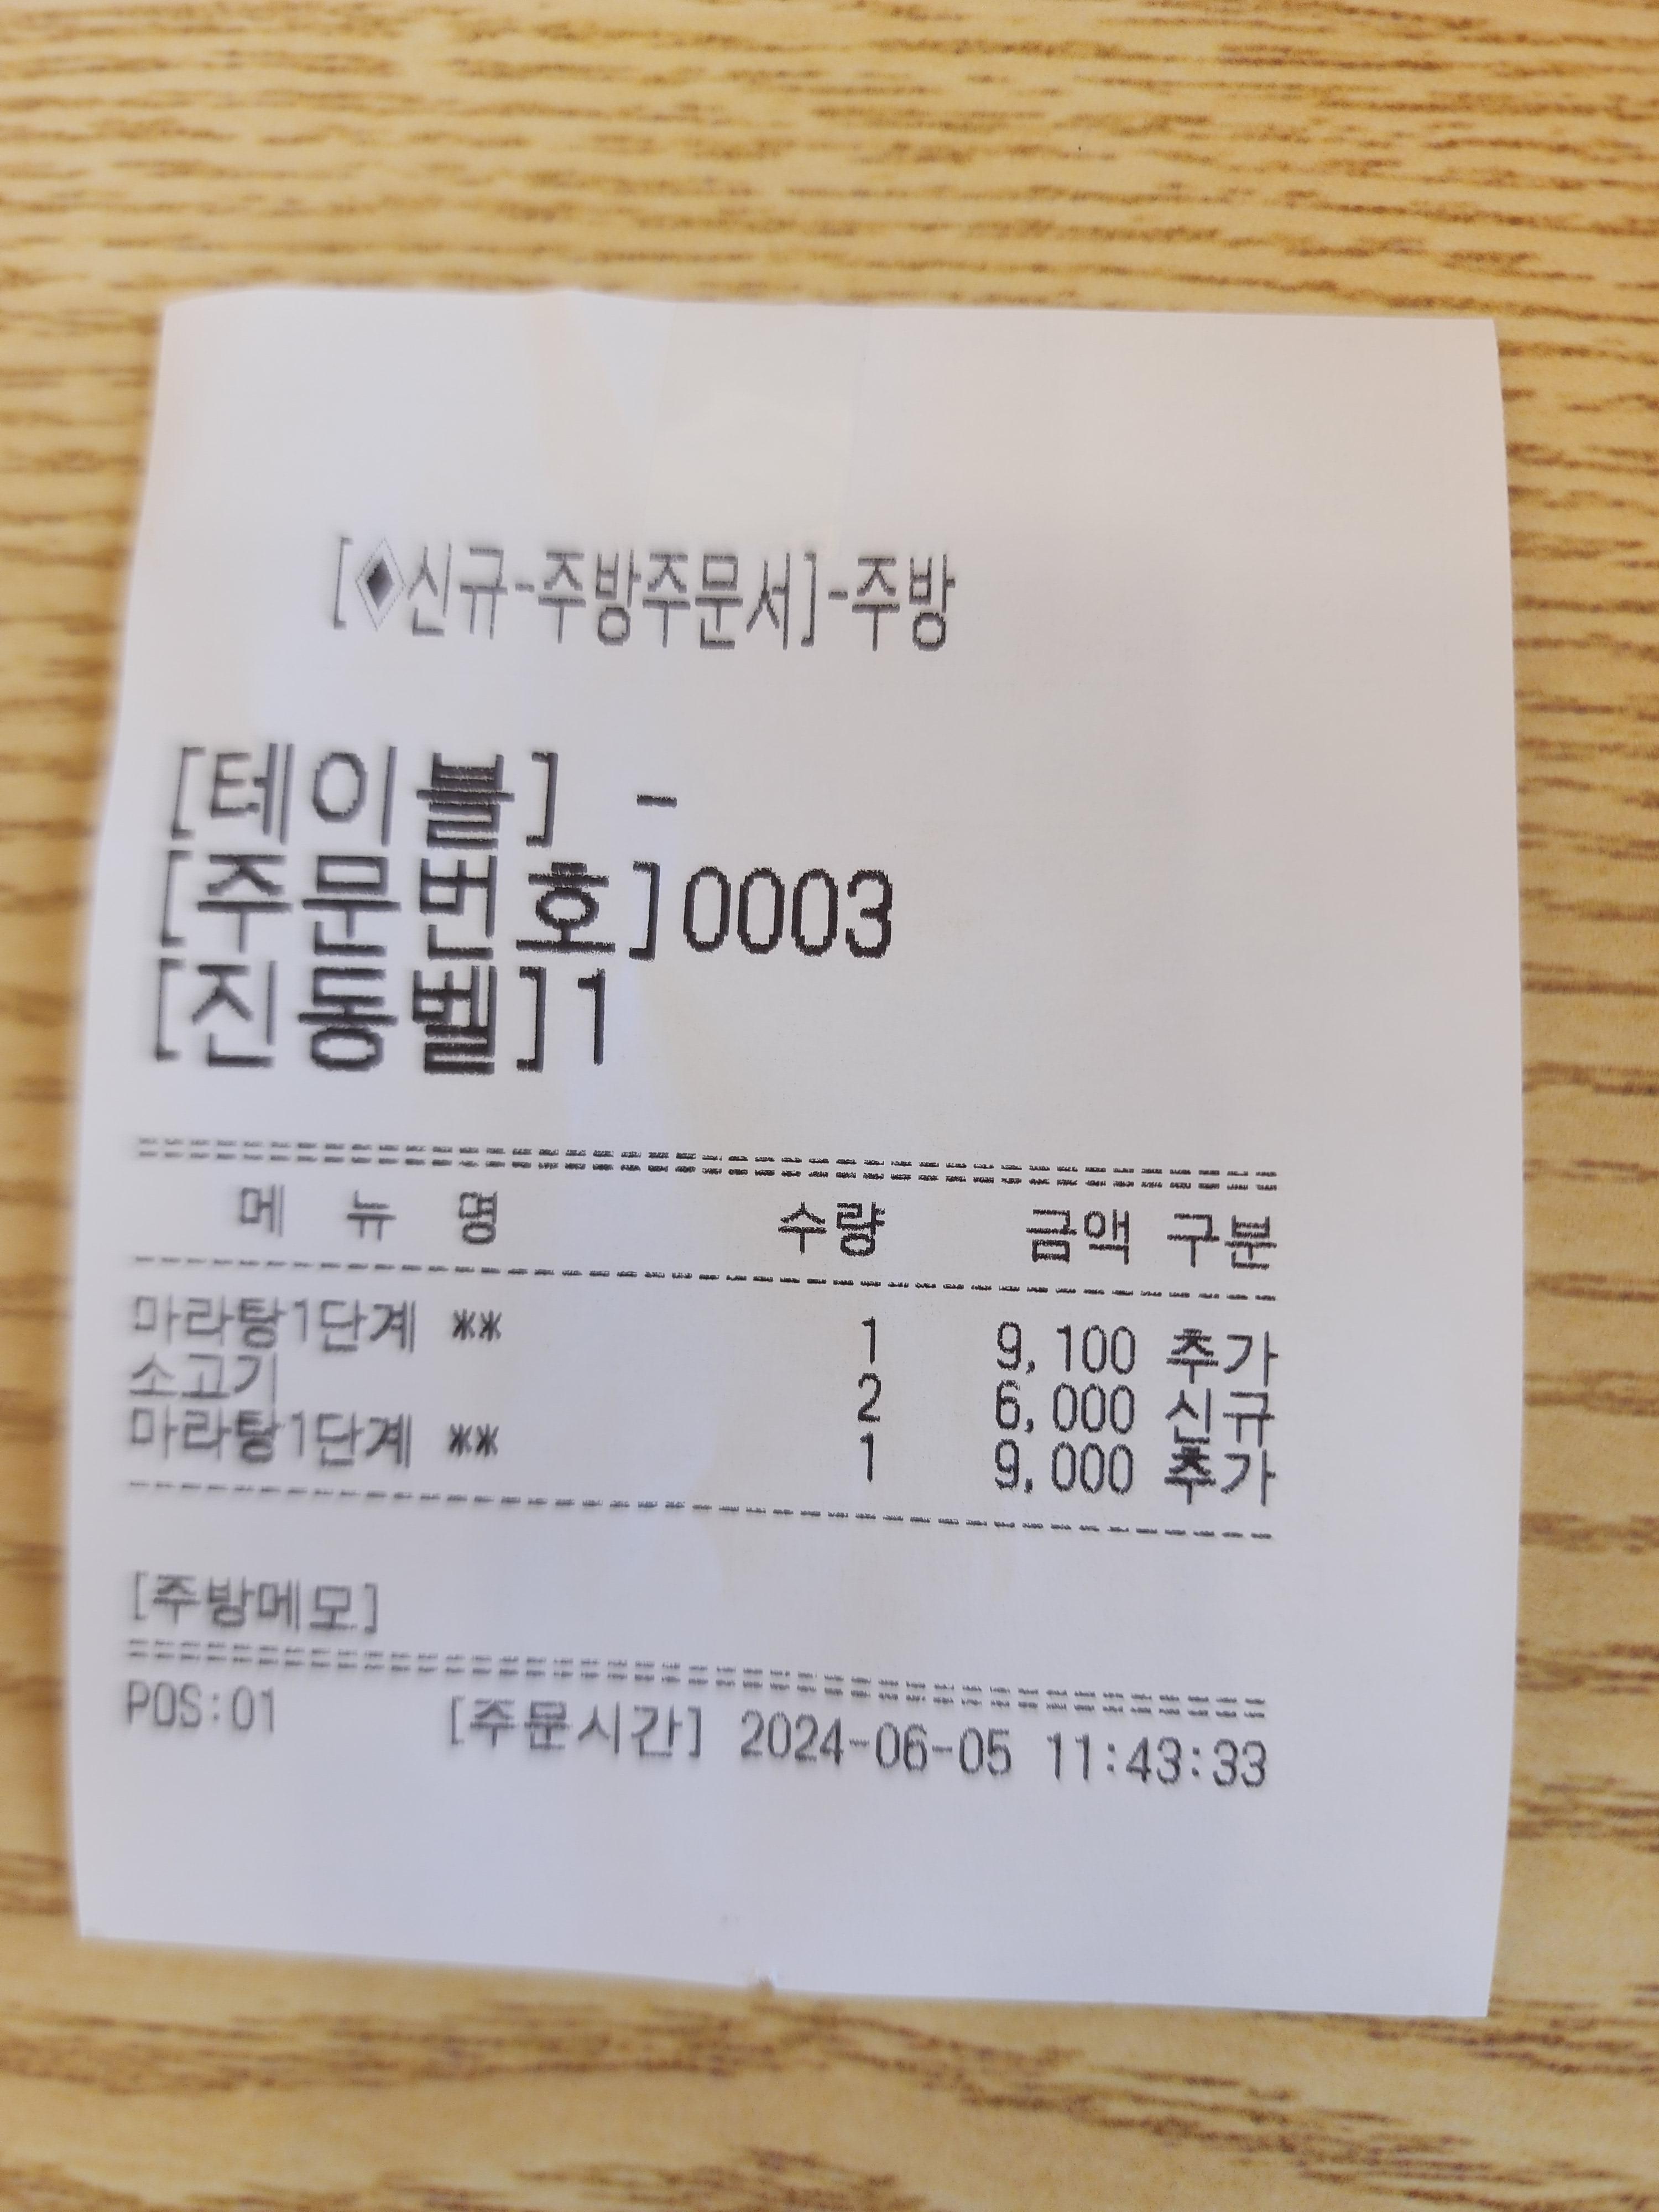 [◈신규-주방주문서]-주방
[테이블] -
[주문번호]0003
[진동벨]1
메 뉴 명 수량 금액 구분
마라탕1단계 ** 1 9,100 추가
소고기 2 6,000 신규
마라탕1단계 ** 1 9,000 추가
[주방메모]
POS:01 [주문시간] 2024-06-05 11:43:33